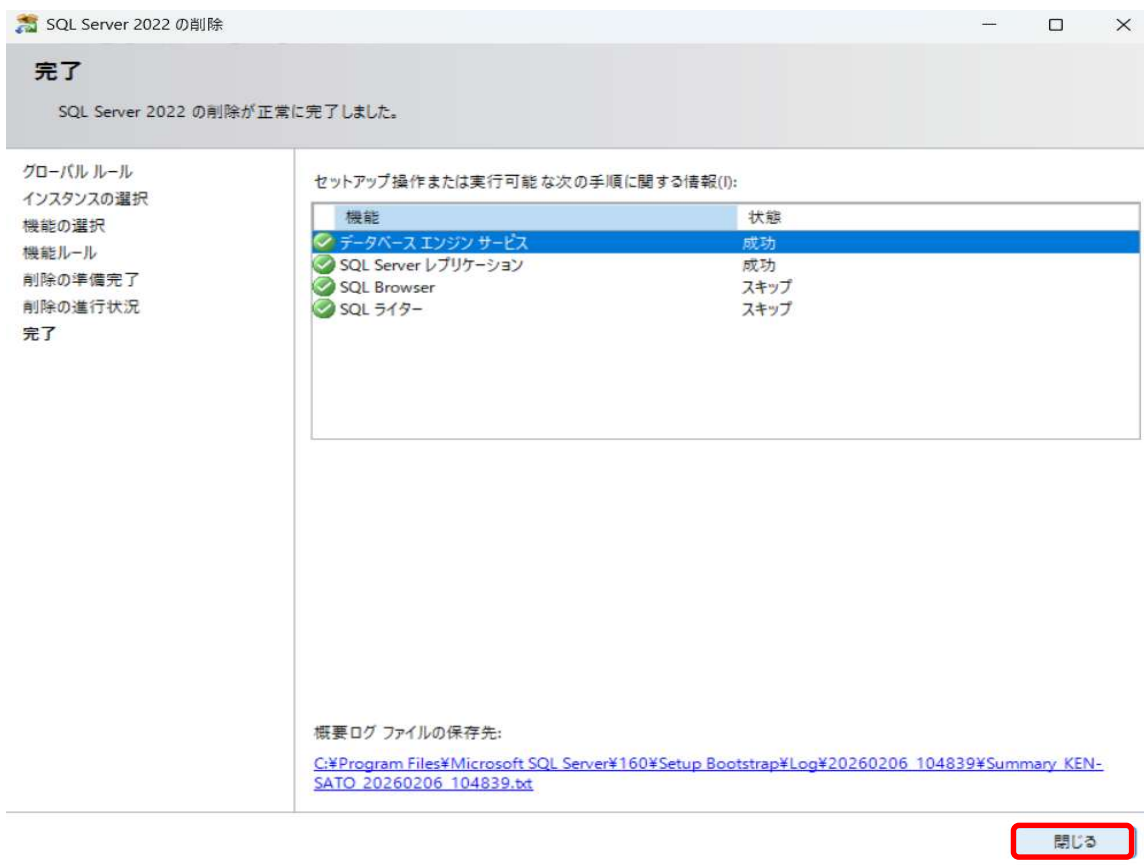 SQL Server 2022 の削除
完了
SQL Server 2022 の削除が正常に完了しました。
グローバル ルール
インスタンスの選択
機能の選択
機能ルール
削除の準備完了
削除の進行状況
完了
セットアップ操作または実行可能な次の手順に関する情報(I):
機能 状態
データベース エンジン サービス 成功
SQL Server レプリケーション 成功
SQL Browser スキップ
SQL ライター スキップ
概要ログ ファイルの保存先:
C:¥Program Files¥Microsoft SQL Server¥160¥Setup Bootstrap¥Log¥20260206_104839¥Summary_KEN-
SATO_20260206_104839.txt
閉じる